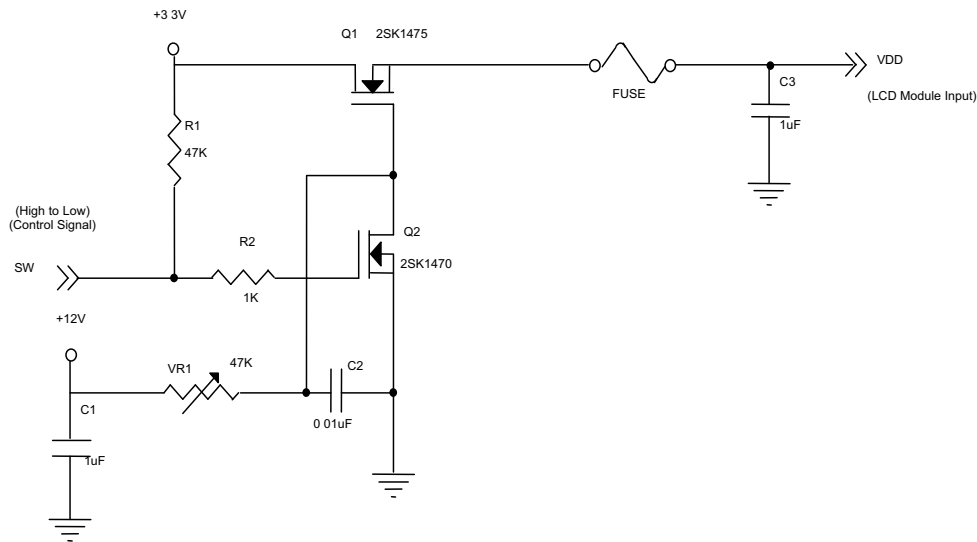 +3 3V
Q1 2SK1475
VDD
FUSE
C3
(LCD Module Input)
1uF
R1
47K
(High to Low)
(Control Signal)
SW
R2
1K
Q2
2SK1470
+12V
VR1
47K
C2
0 01uF
C1
1uF